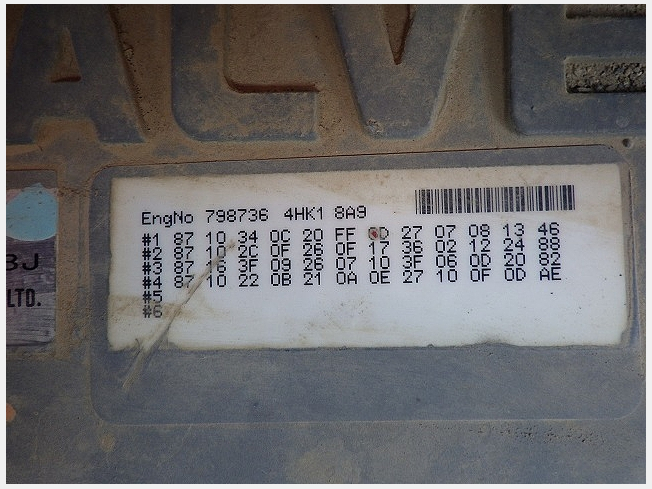 ALVE
EngNo 798736 4HK1 8A9
#1 87 10 34 0C 20 FF 0D 27 07 08 13 46
#2 87 10 2C 0F 26 0F 17 36 02 12 24 88
#3 87 3F 09 26 07 10 3F 06 0D 20 82
#4 87 10 22 0B 21 0A 0E 27 10 0F 0D AE
#5
#6
3J
LTD.